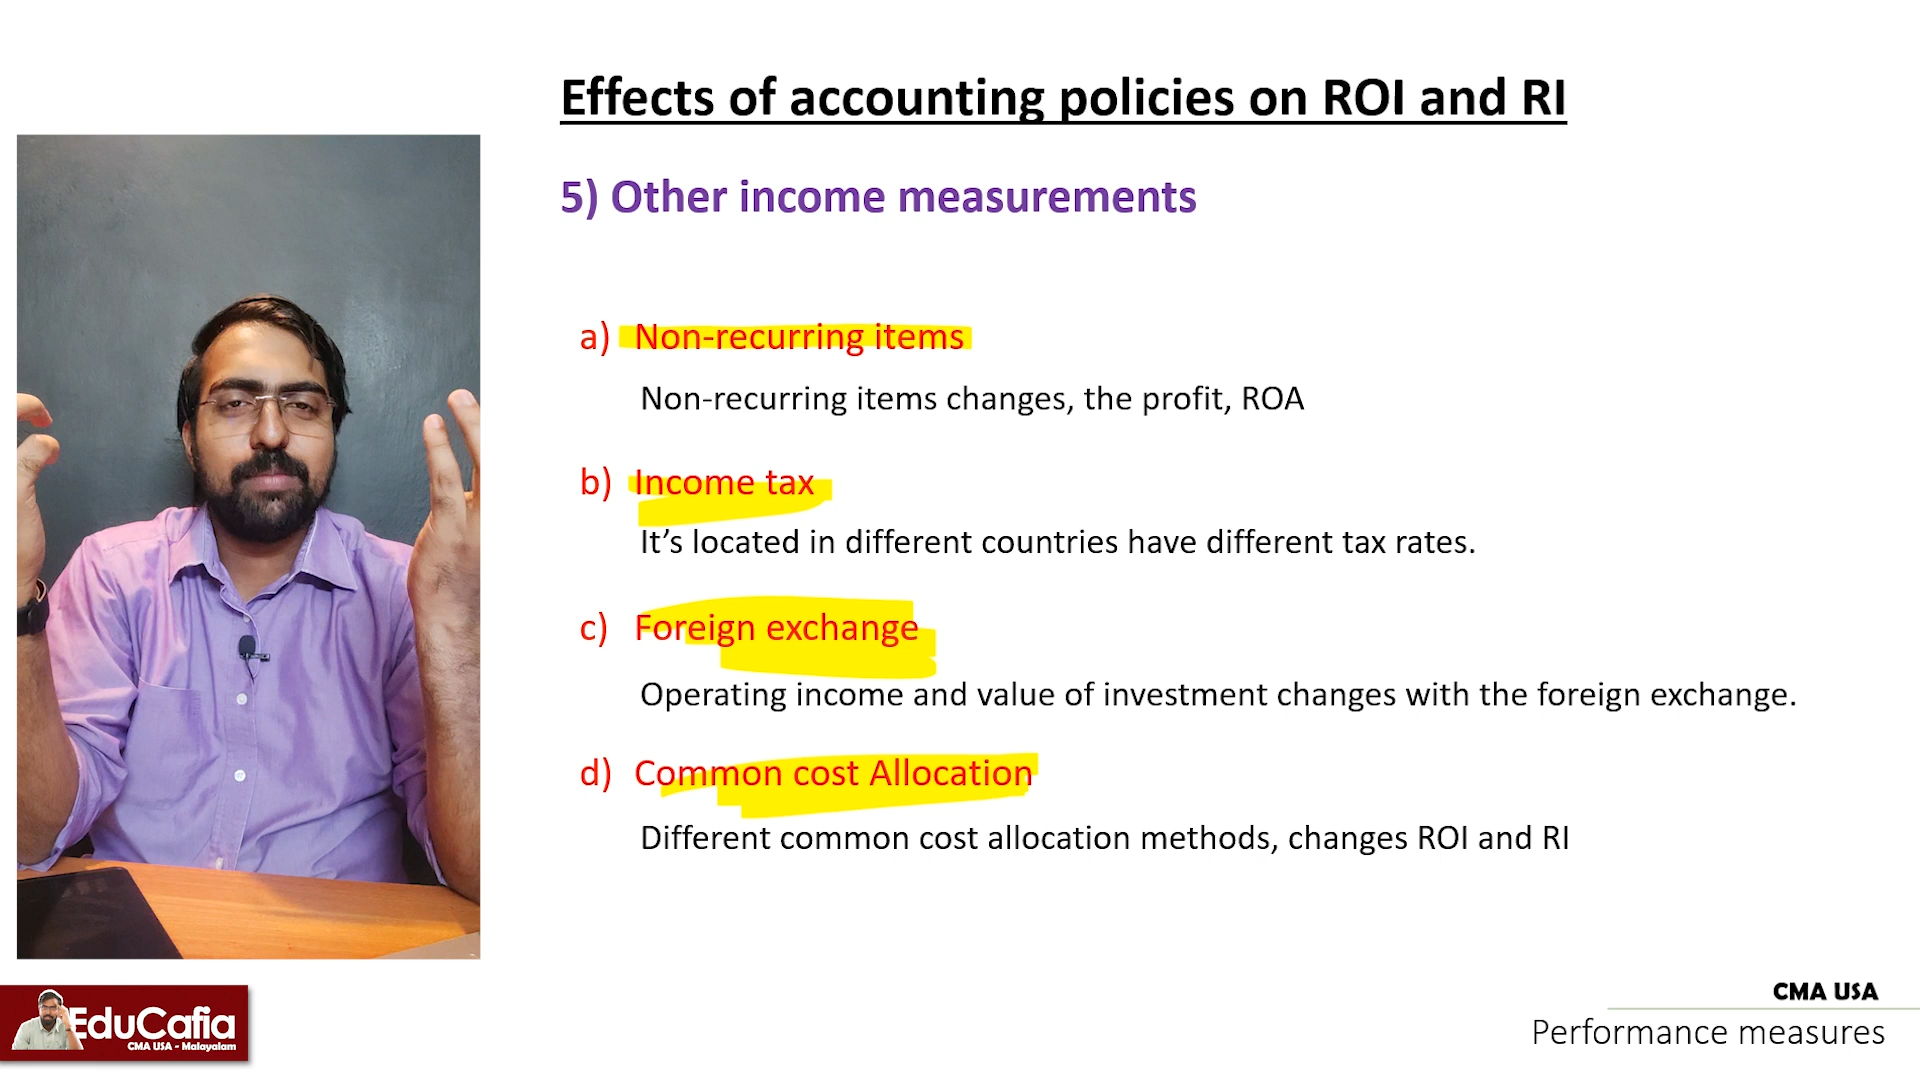 Effects of accounting policies on ROI and RI
5) Other income measurements
a) Non-recurring items
Non-recurring items changes, the profit, ROA
b) Income tax
It's located in different countries have different tax rates.
c) Foreign exchange
Operating income and value of investment changes with the foreign exchange.
d) Common cost Allocation
Different common cost allocation methods, changes ROI and RI
EduCafia
CMA USA - Malayalam
CMA USA
Performance measures